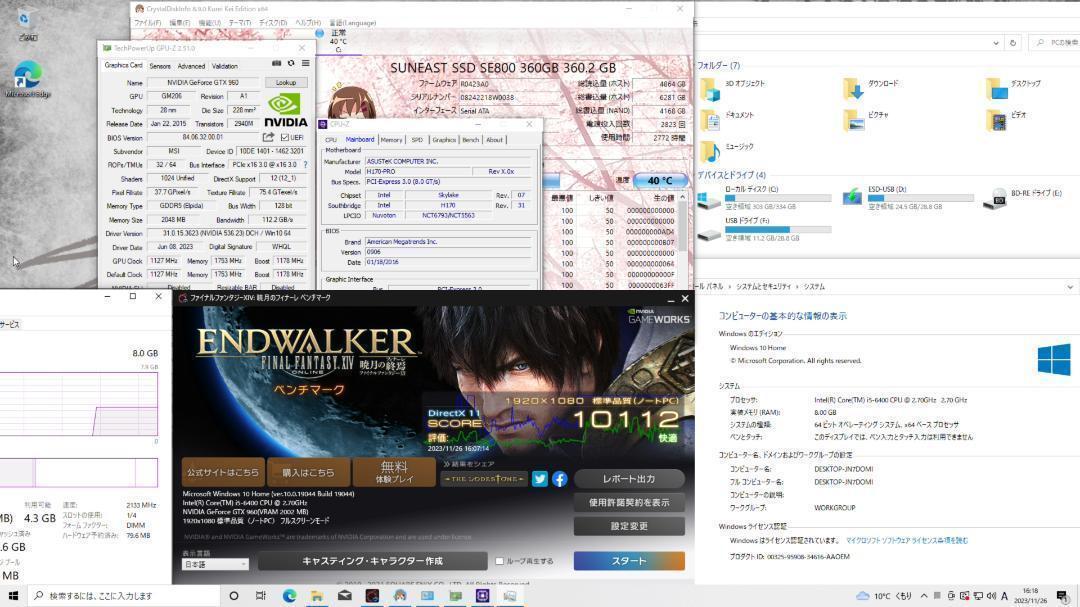 ごみ箱
Microsoft Edge
CrystalDiskInfo 8.9.0 Kurei Kei Edition x64
ファイル(F) 編集(E) 機能(U) テーマ(T) ディスク(D) ヘルプ(H) 言語(Language)
正常
40 ℃
C:
SUNEAST SSD SE800 360GB 360.2 GB
ファームウェア R0423A0
シリアルナンバー 08242218W0038
インターフェース Serial ATA
総読込量 (ホスト) 4864 GB
総書込量 (ホスト) 6281 GB
総書込量 (NAND) 4168 GB
電源投入回数 2823 回
使用時間 2772 時間
温度 40 ℃
最悪値 しきい値 生の値
100 50 000000000000
100 50 000000000000
100 50 000000000AD4
100 50 000000000B07
100 50 000000000000
100 50 000000000064
100 50 00000000000F
100 50 0000000063FF
TechPowerUp GPU-Z 2.51.0
Graphics Card Sensors Advanced Validation
Name NVIDIA GeForce GTX 960 Lookup
GPU GM206 Revision A1
Technology 28 nm Die Size 228 mm²
Release Date Jan 22, 2015 Transistors 2940M
NVIDIA
BIOS Version 84.06.32.00.01 UEFI
Subvendor MSI Device ID 10DE 1401 - 1462 3201
ROPs/TMUs 32 / 64 Bus Interface PCIe x16 3.0 @ x16 3.0 ?
Shaders 1024 Unified DirectX Support 12 (12_1)
Pixel Fillrate 37.7 GPixel/s Texture Fillrate 75.4 GTexel/s
Memory Type GDDR5 (Elpida) Bus Width 128 bit
Memory Size 2048 MB Bandwidth 112.2 GB/s
Driver Version 31.0.15.3623 (NVIDIA 536.23) DCH / Win10 64
Driver Date Jun 08, 2023 Digital Signature WHQL
GPU Clock 1127 MHz Memory 1753 MHz Boost 1178 MHz
Default Clock 1127 MHz Memory 1753 MHz Boost 1178 MHz
Disabled Resizable BAR Disabled
CPU-Z
CPU Mainboard Memory SPD Graphics Bench About
Motherboard
Manufacturer ASUSTeK COMPUTER INC.
Model H170-PRO Rev X.0x
Bus Specs. PCI-Express 3.0 (8.0 GT/s)
Chipset Intel Skylake Rev. 07
Southbridge Intel H170 Rev. 31
LPCIO Nuvoton NCT6793/NCT5563
BIOS
Brand American Megatrends Inc.
Version 0906
Date 01/18/2016
Graphic Interface
Bus PCI-Express 3.0
PCの検索
フォルダー (7)
3D オブジェクト
ダウンロード
デスクトップ
ドキュメント
ピクチャ
ビデオ
ミュージック
デバイスとドライブ (4)
ローカル ディスク (C:)
空き領域 303 GB/334 GB
ESD-USB (D:)
空き領域 24.5 GB/28.8 GB
BD-RE ドライブ (E:)
USB ドライブ (F:)
空き領域 11.2 GB/28.8 GB
ール パネル › システムとセキュリティ › システム
コンピューターの基本的な情報の表示
Windows のエディション
Windows 10 Home
© Microsoft Corporation. All rights reserved.
システム
プロセッサ: Intel(R) Core(TM) i5-6400 CPU @ 2.70GHz 2.70 GHz
実装メモリ (RAM): 8.00 GB
システムの種類: 64 ビット オペレーティング システム、x64 ベース プロセッサ
ペンとタッチ: このディスプレイでは、ペン入力とタッチ入力は利用できません
コンピューター名、ドメインおよびワークグループの設定
コンピューター名: DESKTOP-JN7DOMI
フル コンピューター名: DESKTOP-JN7DOMI
コンピューターの説明:
ワークグループ: WORKGROUP
Windows ライセンス認証
Windows はライセンス認証されています。 マイクロソフト ソフトウェア ライセンス条項を読む
プロダクト ID: 00325-95908-34616-AAOEM
サービス
8.0 GB
7.9 GB
0
利用可能
MB) 4.3 GB
.6 GB
MB
速度: 2133 MHz
スロットの使用: 1/4
フォーム ファクター: DIMM
ハードウェア予約済み: 79.6 MB
ファイナルファンタジーXIV: 暁月のフィナーレ ベンチマーク
NVIDIA GAMEWORKS
ENDWALKER
FINAL FANTASY XIV ONLINE
暁月の終焉
ベンチマーク
1920×1080 標準品質(ノートPC)
DirectX 11
SCORE 10112
評価: 快適
2023/11/26 16:07:14
公式サイトはこちら
購入はこちら
無料
体験プレイ
結果をシェア
THE LODESTONE
レポート出力
使用許諾契約を表示
設定変更
Microsoft Windows 10 Home (ver.10.0.19044 Build 19044)
Intel(R) Core(TM) i5-6400 CPU @ 2.70GHz
NVIDIA GeForce GTX 960(VRAM 2002 MB)
1920x1080 標準品質（ノートPC） フルスクリーンモード
NVIDIA® and NVIDIA GameWorks™ are trademarks of NVIDIA Corporation and are used under license.
表示言語
日本語
キャスティング・キャラクター作成
ループ再生する
スタート
検索するには、ここに入力します
10℃ くもり
A
16:18
2023/11/26